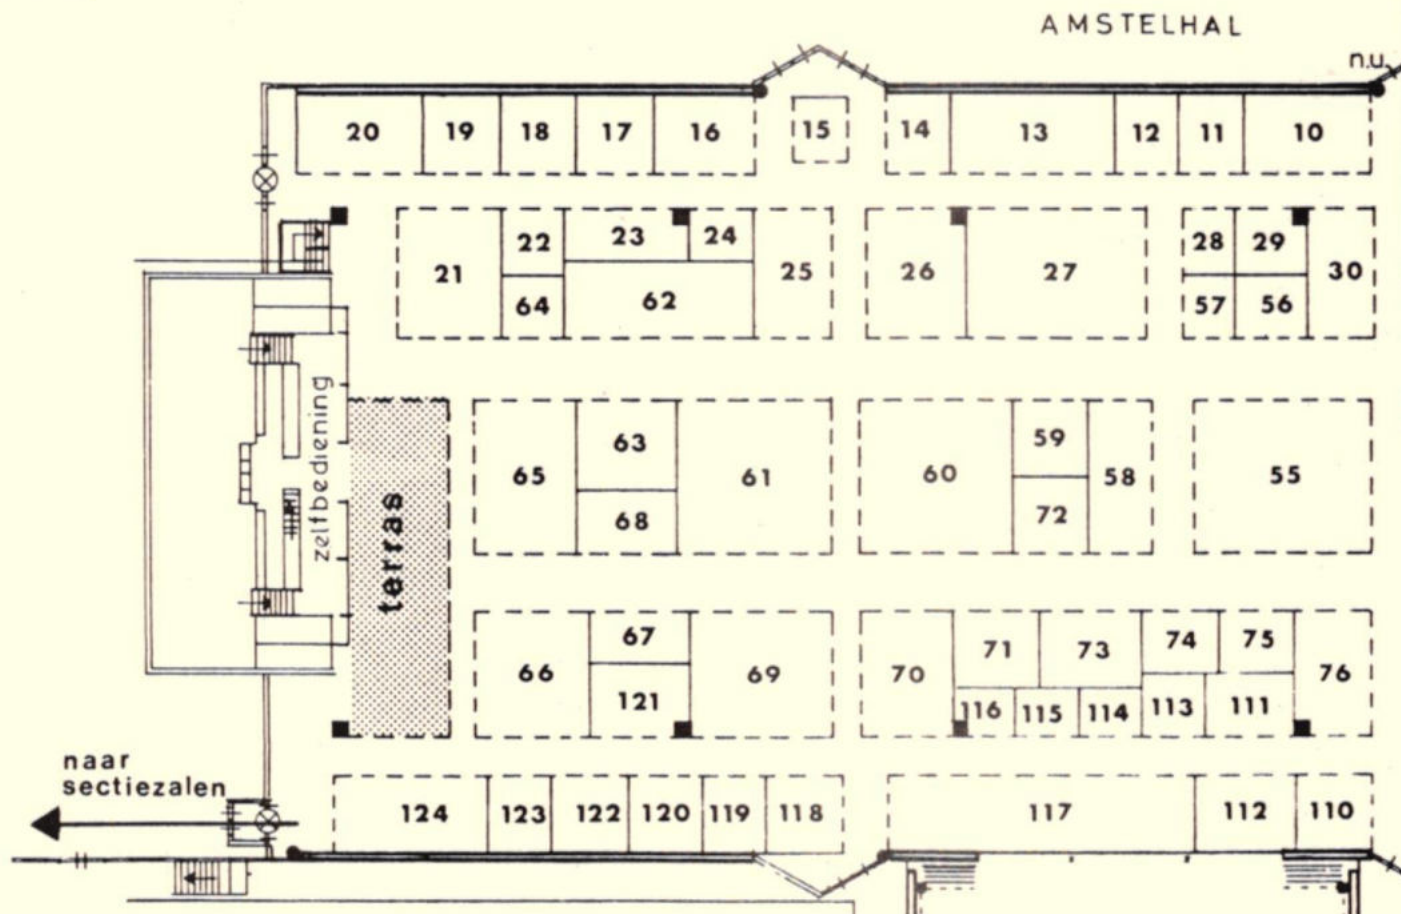 AMSTELHAL
n.u.
20 19 18 17 16 15 14 13 12 11 10
22 23 24 28 29
21 25 26 27 30
64 62 57 56
zelfbediening
63 59
65 61 60 58 55
68 72
terras
67 71 73 74 75
66 69 70 76
121 116 115 114 113 111
naar
sectiezalen
124 123 122 120 119 118 117 112 110